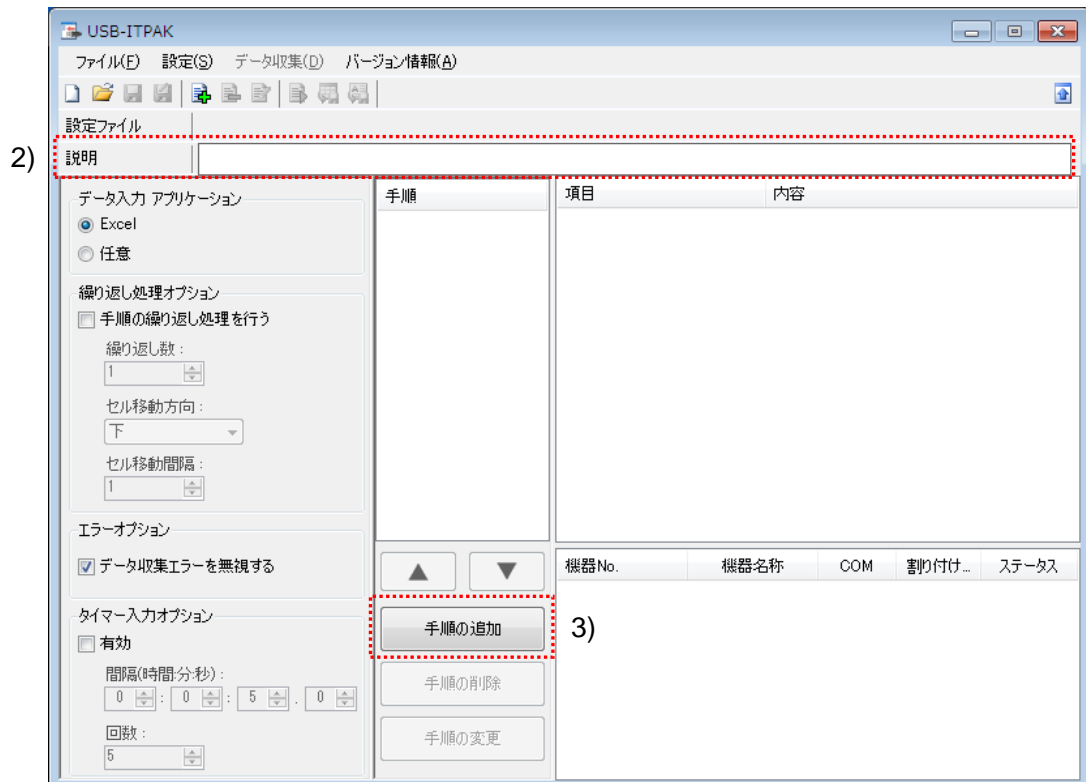 USB-ITPAK
ファイル(F) 設定(S) データ収集(D) バージョン情報(A)
設定ファイル
2)
説明
データ入力 アプリケーション
Excel
任意
繰り返し処理オプション
手順の繰り返し処理を行う
繰り返し数 :
1
セル移動方向 :
下
セル移動間隔 :
1
エラーオプション
データ収集エラーを無視する
タイマー入力オプション
有効
間隔(時間:分:秒) :
0 : 0 : 5 . 0
回数 :
5
手順
▲ ▼
手順の追加
3)
手順の削除
手順の変更
項目 内容
機器No. 機器名称 COM 割り付け... ステータス